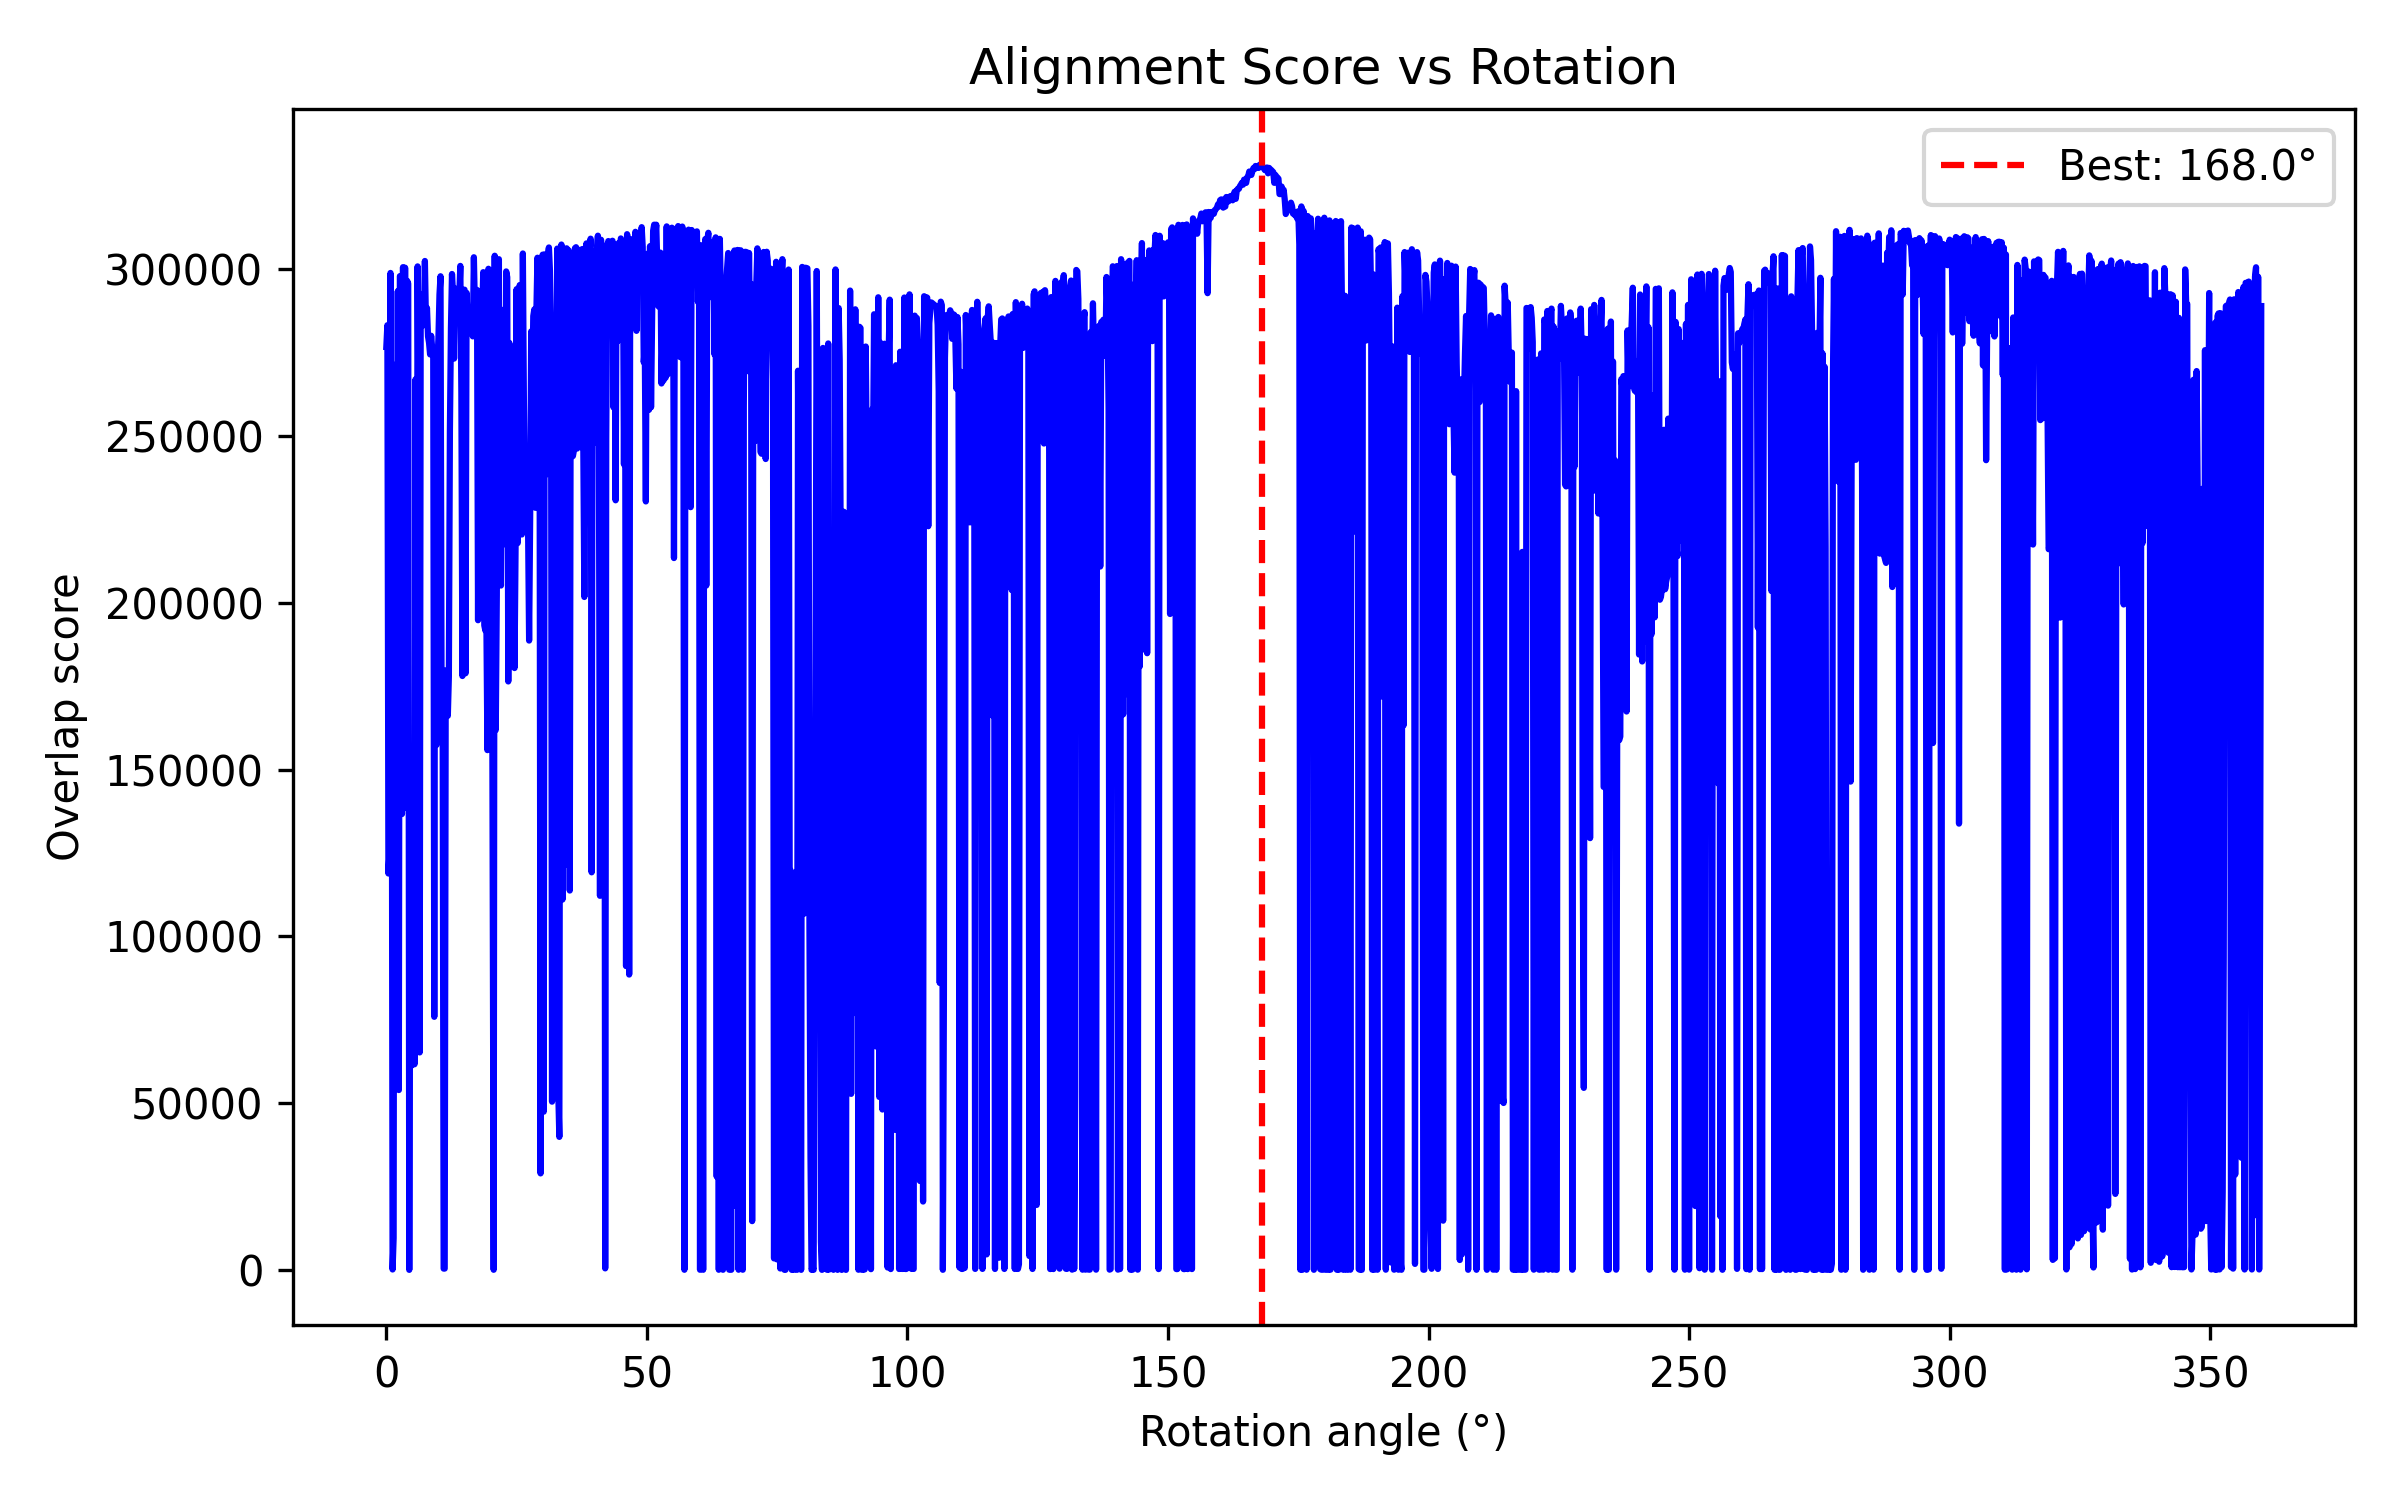 Alignment Score vs Rotation
Best: 168.0°
Overlap score
300000
250000
200000
150000
100000
50000
0
0 50 100 150 200 250 300 350
Rotation angle (°)